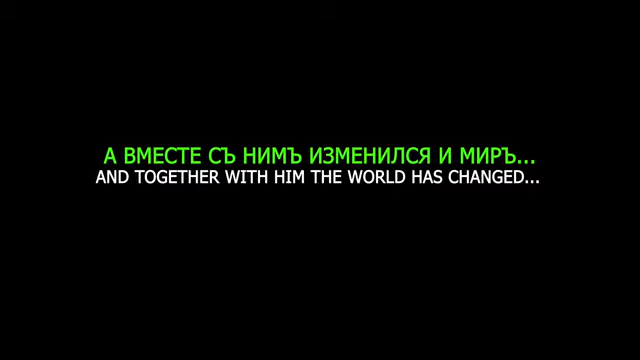 А ВМЕСТЕ СЪ НИМЪ ИЗМЕНИЛСЯ И МИРЪ...
AND TOGETHER WITH HIM THE WORLD HAS CHANGED...